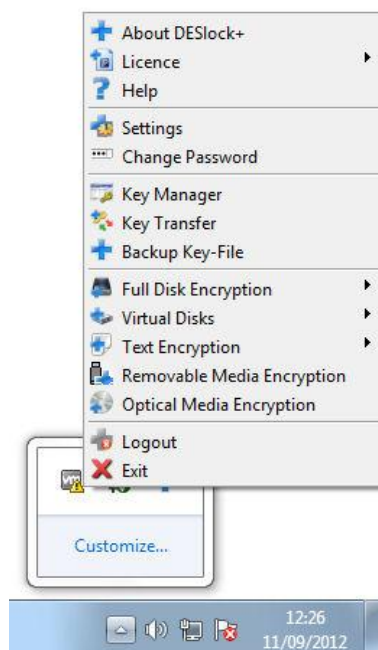 About DESlock+
Licence
Help
Settings
Change Password
Key Manager
Key Transfer
Backup Key-File
Full Disk Encryption
Virtual Disks
Text Encryption
Removable Media Encryption
Optical Media Encryption
Logout
Exit
Customize...
12:26
11/09/2012